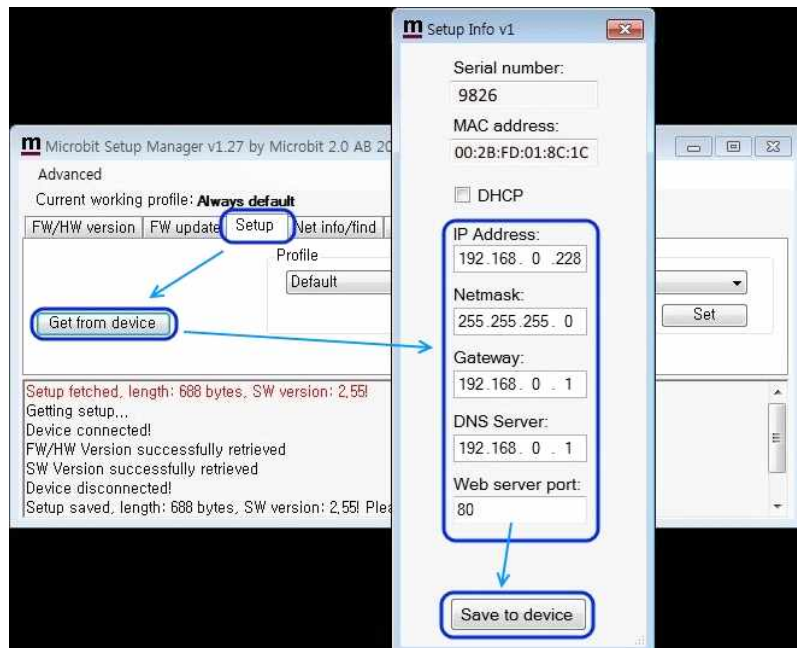 Microbit Setup Manager v1.27 by Microbit 2.0 AB 20
Advanced
Current working profile: Always default
FW/HW version
FW update
Setup
Net info/find
Profile
Default
Get from device
Set
Setup fetched, length: 688 bytes, SW version: 2,55!
Getting setup...
Device connected!
FW/HW Version successfully retrieved
SW Version successfully retrieved
Device disconnected!
Setup saved, length: 688 bytes, SW version: 2,55! Plea
m Setup Info v1
Serial number:
9826
MAC address:
00:2B:FD:01:8C:1C
DHCP
IP Address:
192.168. 0 .228
Netmask:
255.255.255. 0
Gateway:
192.168. 0 . 1
DNS Server:
192.168. 0 . 1
Web server port:
80
Save to device